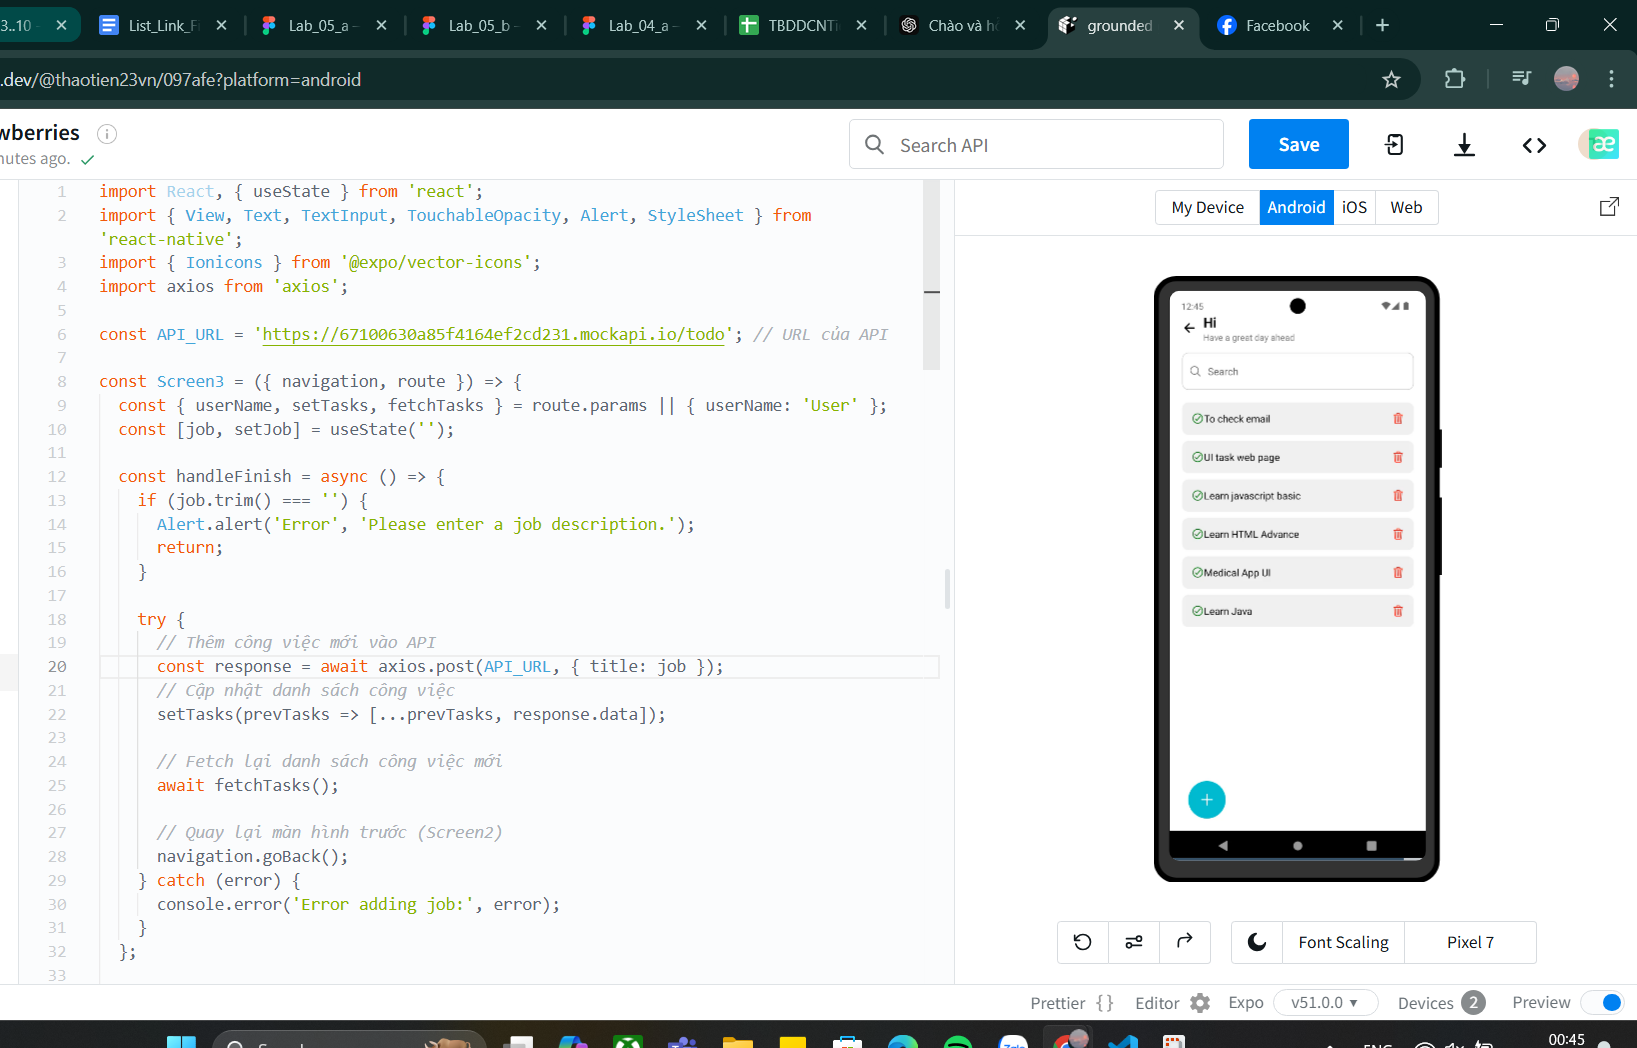 3..10
List_Link_Fi
Lab_05_a –
Lab_05_b –
Lab_04_a –
TBDDCNTi
Chào và h
grounded
Facebook
.dev/@thaotien23vn/097afe?platform=android
wberries
nutes ago.
Search API
Save
1 import React, { useState } from 'react';
2 import { View, Text, TextInput, TouchableOpacity, Alert, StyleSheet } from
'react-native';
3 import { Ionicons } from '@expo/vector-icons';
4 import axios from 'axios';
5
6 const API_URL = 'https://67100630a85f4164ef2cd231.mockapi.io/todo'; // URL của API
7
8 const Screen3 = ({ navigation, route }) => {
9 const { userName, setTasks, fetchTasks } = route.params || { userName: 'User' };
10 const [job, setJob] = useState('');
11
12 const handleFinish = async () => {
13 if (job.trim() === '') {
14 Alert.alert('Error', 'Please enter a job description.');
15 return;
16 }
17
18 try {
19 // Thêm công việc mới vào API
20 const response = await axios.post(API_URL, { title: job });
21 // Cập nhật danh sách công việc
22 setTasks(prevTasks => [...prevTasks, response.data]);
23
24 // Fetch lại danh sách công việc mới
25 await fetchTasks();
26
27 // Quay lại màn hình trước (Screen2)
28 navigation.goBack();
29 } catch (error) {
30 console.error('Error adding job:', error);
31 }
32 };
33
My Device
Android
iOS
Web
12:45
Hi
Have a great day ahead
Search
To check email
UI task web page
Learn javascript basic
Learn HTML Advance
Medical App UI
Learn Java
Font Scaling
Pixel 7
Prettier {}
Editor
Expo
v51.0.0
Devices 2
Preview
00:45